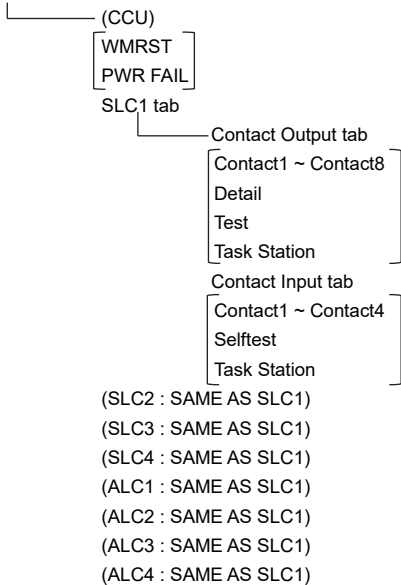 (CCU)
WMRST
PWR FAIL
SLC1 tab
Contact Output tab
Contact1 ~ Contact8
Detail
Test
Task Station
Contact Input tab
Contact1 ~ Contact4
Selftest
Task Station
(SLC2 : SAME AS SLC1)
(SLC3 : SAME AS SLC1)
(SLC4 : SAME AS SLC1)
(ALC1 : SAME AS SLC1)
(ALC2 : SAME AS SLC1)
(ALC3 : SAME AS SLC1)
(ALC4 : SAME AS SLC1)